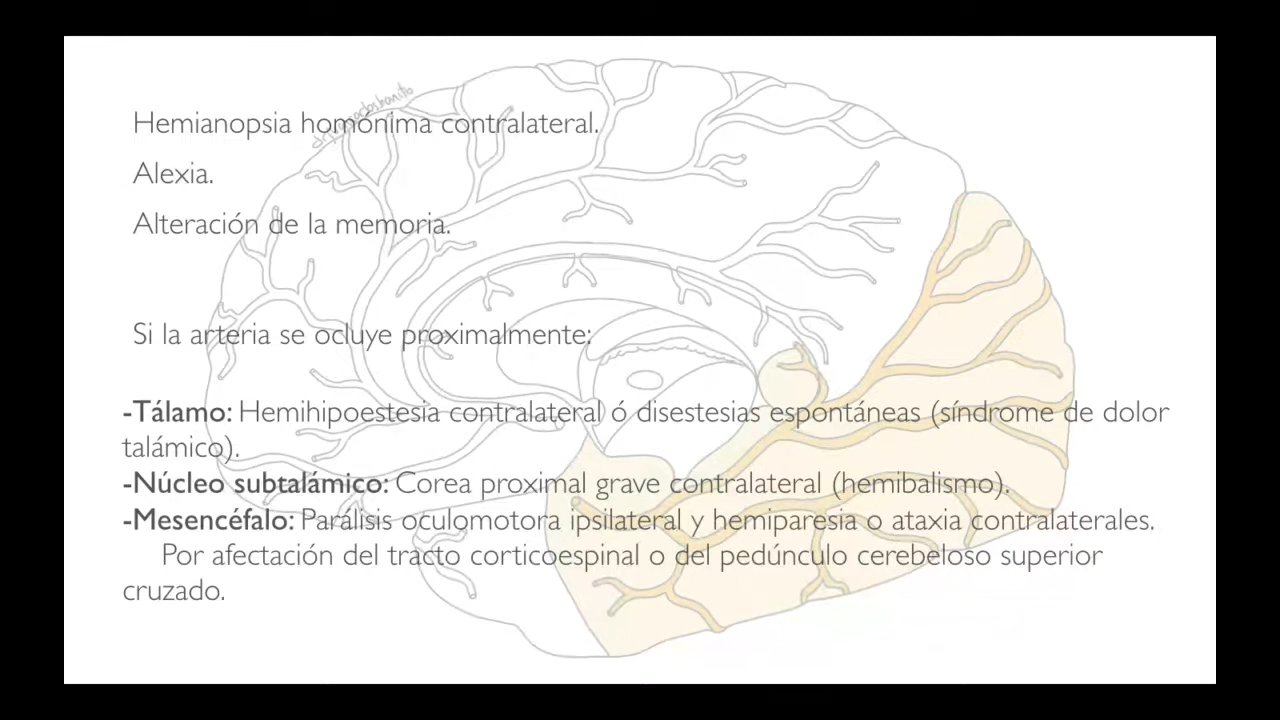 Hemianopsia homónima contralateral.
Alexia.
Alteración de la memoria.
Si la arteria se ocluye proximalmente:
-Tálamo: Hemihipoestesia contralateral ó disestesias espontáneas (síndrome de dolor
talámico).
-Núcleo subtalámico: Corea proximal grave contralateral (hemibalismo).
-Mesencéfalo: Parálisis oculomotora ipsilateral y hemiparesia o ataxia contralaterales.
Por afectación del tracto corticoespinal o del pedúnculo cerebeloso superior
cruzado.